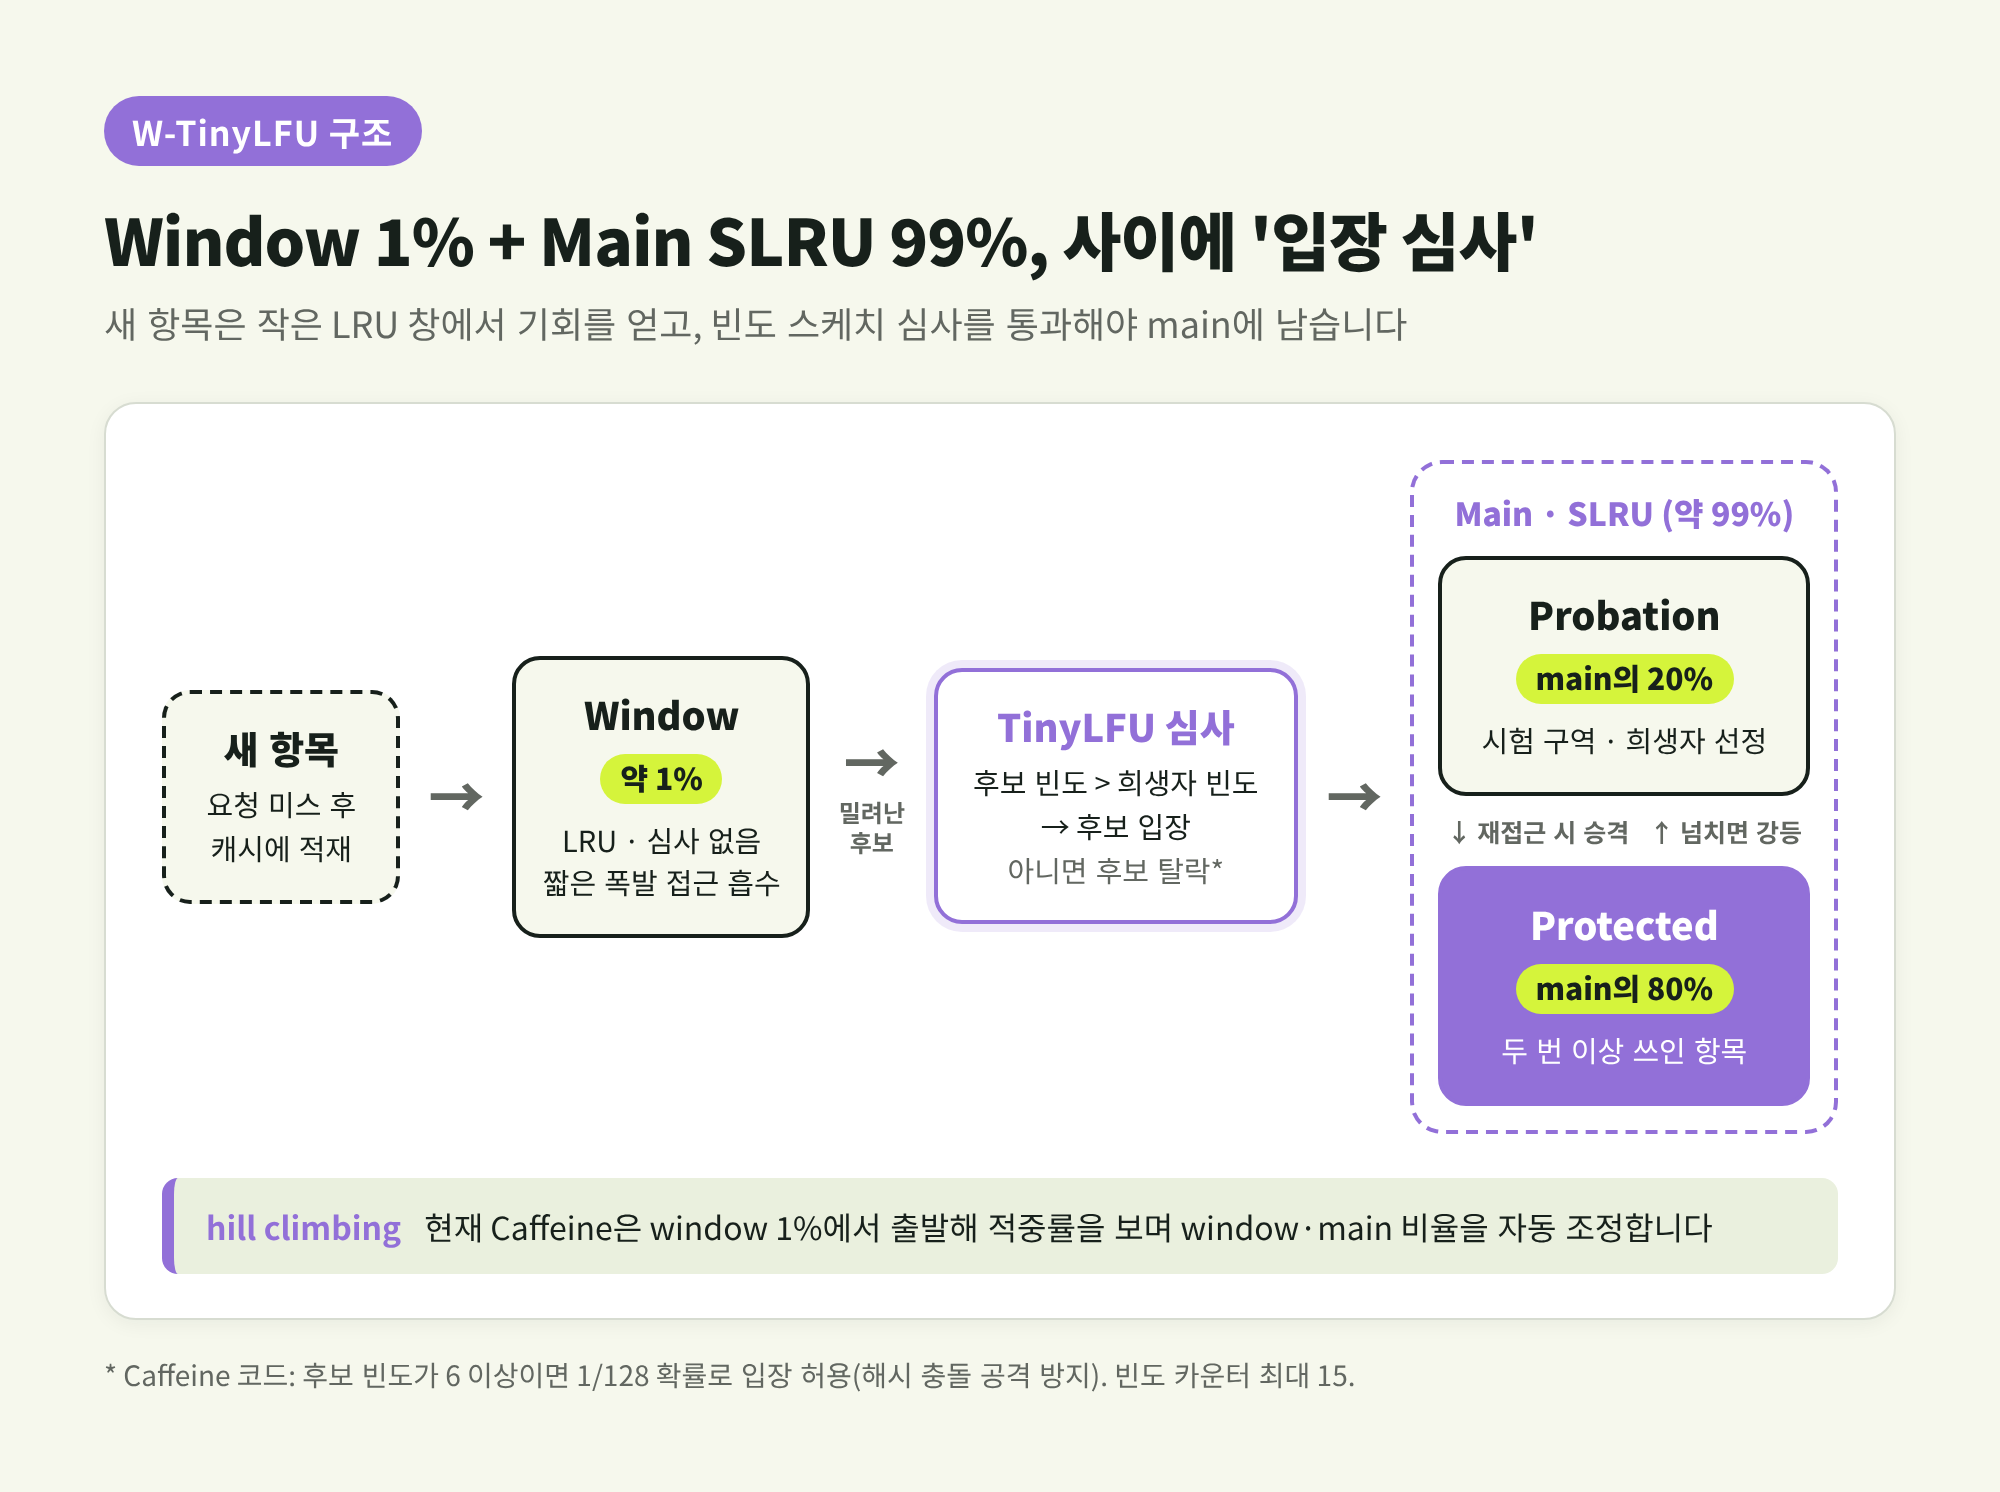 W-TinyLFU 구조
Window 1% + Main SLRU 99%, 사이에 '입장 심사'
새 항목은 작은 LRU 창에서 기회를 얻고, 빈도 스케치 심사를 통과해야 main에 남습니다
새 항목
요청 미스 후
캐시에 적재
→
Window
약 1%
LRU · 심사 없음
짧은 폭발 접근 흡수
→
밀려난
후보
TinyLFU 심사
후보 빈도 > 희생자 빈도
→ 후보 입장
아니면 후보 탈락*
→
Main · SLRU (약 99%)
Probation
main의 20%
시험 구역 · 희생자 선정
↓ 재접근 시 승격 ↑ 넘치면 강등
Protected
main의 80%
두 번 이상 쓰인 항목
hill climbing 현재 Caffeine은 window 1%에서 출발해 적중률을 보며 window·main 비율을 자동 조정합니다
* Caffeine 코드: 후보 빈도가 6 이상이면 1/128 확률로 입장 허용(해시 충돌 공격 방지). 빈도 카운터 최대 15.